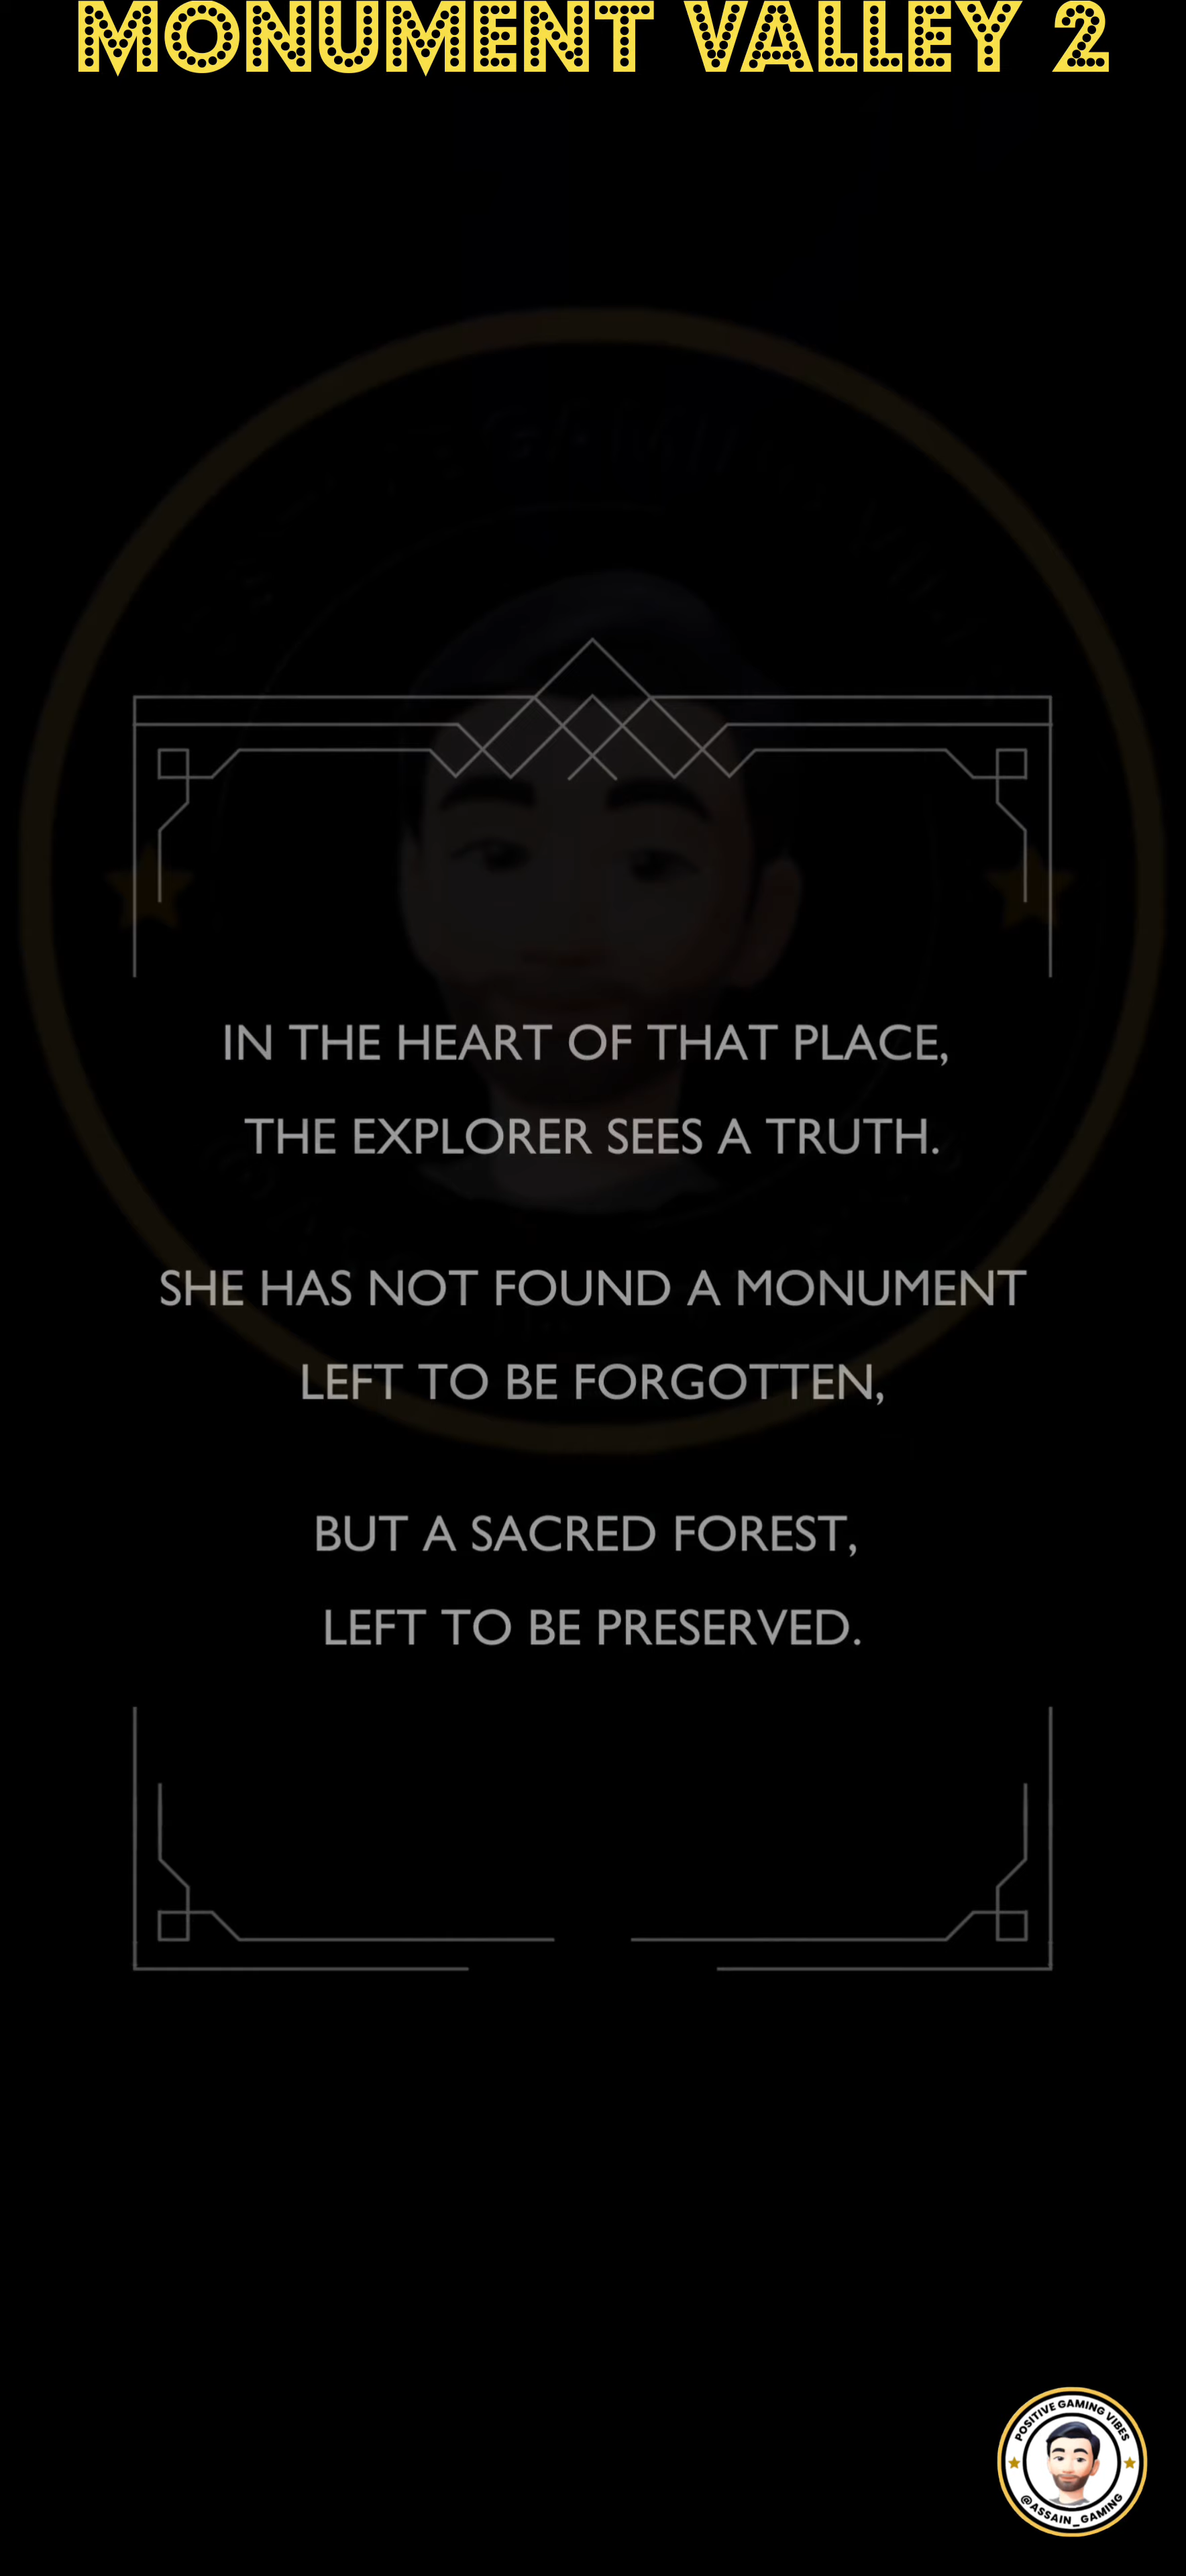 MONUMENT VALLEY 2
IN THE HEART OF THAT PLACE,
THE EXPLORER SEES A TRUTH.
SHE HAS NOT FOUND A MONUMENT
LEFT TO BE FORGOTTEN,
BUT A SACRED FOREST,
LEFT TO BE PRESERVED.
POSITIVE GAMING VIBES
@ASSAIN_GAMING